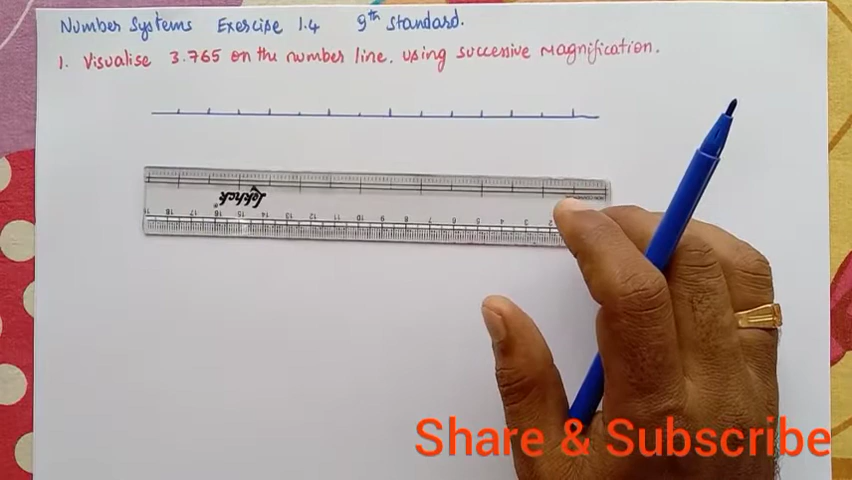 Number Systems Exercise 1.4 9th Standard.
1. Visualise 3.765 on the number line, using successive magnification.
Share & Subscribe